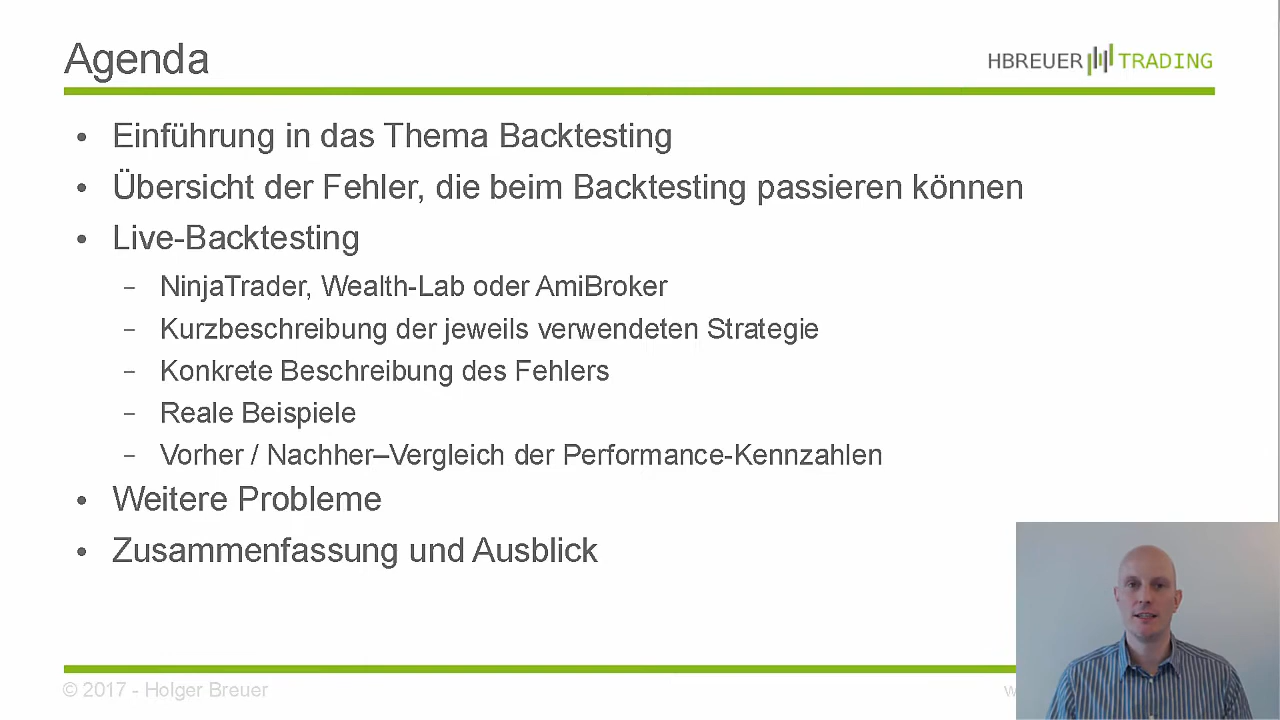 Agenda
HBREUER TRADING
• Einführung in das Thema Backtesting
• Übersicht der Fehler, die beim Backtesting passieren können
• Live-Backtesting
– NinjaTrader, Wealth-Lab oder AmiBroker
– Kurzbeschreibung der jeweils verwendeten Strategie
– Konkrete Beschreibung des Fehlers
– Reale Beispiele
– Vorher / Nachher–Vergleich der Performance-Kennzahlen
• Weitere Probleme
• Zusammenfassung und Ausblick
© 2017 - Holger Breuer